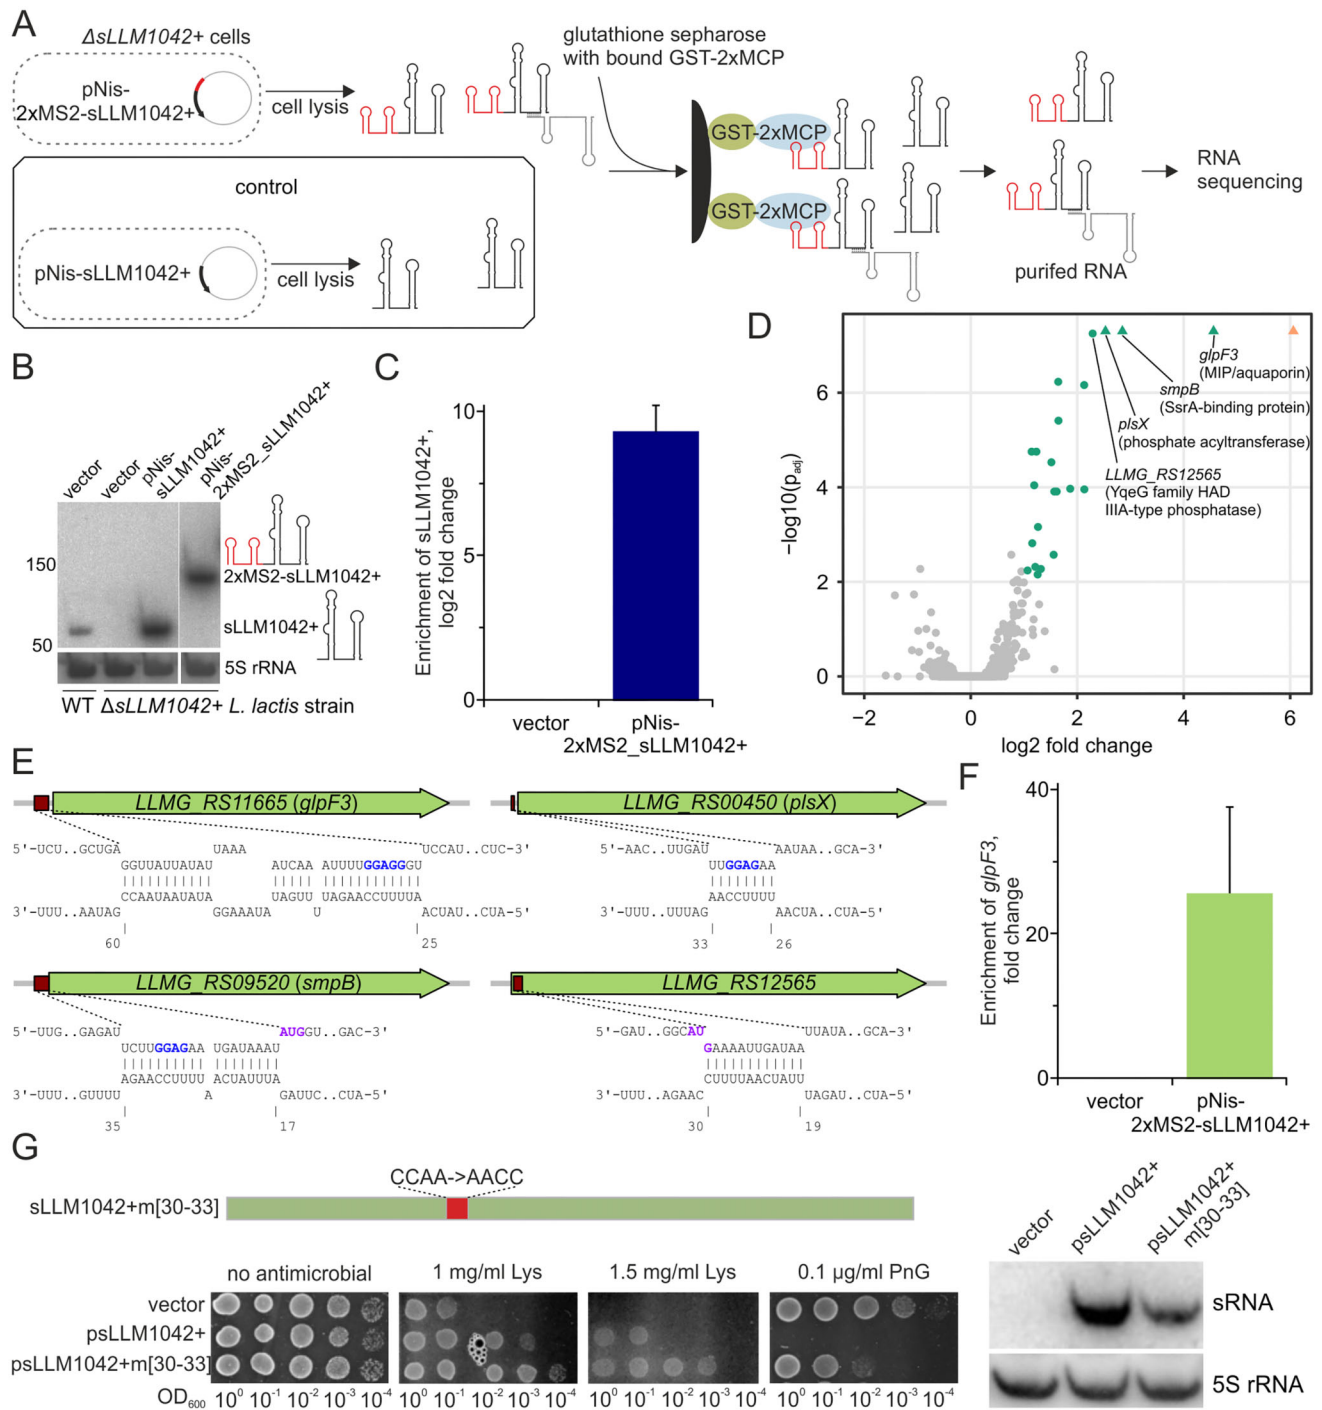 A
ΔsLLM1042+ cells
pNis-
2xMS2-sLLM1042+
cell lysis
glutathione sepharose
with bound GST-2xMCP
GST-2xMCP
GST-2xMCP
RNA
sequencing
purifed RNA
control
pNis-sLLM1042+
cell lysis
B
vector
vector
pNis-
sLLM1042+
pNis-
2xMS2_sLLM1042+
150
50
2xMS2-sLLM1042+
sLLM1042+
5S rRNA
WT ΔsLLM1042+ L. lactis strain
C
Enrichment of sLLM1042+,
log2 fold change
10
5
0
vector
pNis-
2xMS2_sLLM1042+
D
−log10(padj)
6
4
2
0
−2 0 2 4 6
log2 fold change
glpF3
(MIP/aquaporin)
smpB
(SsrA-binding protein)
plsX
(phosphate acyltransferase)
LLMG_RS12565
(YqeG family HAD
IIIA-type phosphatase)
E
LLMG_RS11665 (glpF3)
5'-UCU..GCUGA UAAA UCCAU..CUC-3'
GGUUAUUAUAU AUCAA AUUUUGGAGGGU
CCAAUAAUAUA UAGUU UAGAACCUUUUA
3'-UUU..AAUAG GGAAAUA U ACUAU..CUA-5'
60 25
LLMG_RS00450 (plsX)
5'-AAC..UUGAU AAUAA..GCA-3'
UUGGAGAA
AACCUUUU
3'-UUU..UUUAG AACUA..CUA-5'
33 26
LLMG_RS09520 (smpB)
5'-UUG..GAGAU AUGGU..GAC-3'
UCUUGGAGAA UGAUAAAU
AGAACCUUUU ACUAUUUA
3'-UUU..GUUUU A GAUUC..CUA-5'
35 17
LLMG_RS12565
5'-GAU..GGCAU UUAUA..GCA-3'
GGAAAAUUGAUAA
CUUUUAACUAUU
3'-UUU..AGAAC UAGAU..CUA-5'
30 19
F
Enrichment of glpF3,
fold change
40
20
0
vector
pNis-
2xMS2-sLLM1042+
G
CCAA->AACC
sLLM1042+m[30-33]
no antimicrobial 1 mg/ml Lys 1.5 mg/ml Lys 0.1 µg/ml PnG
vector
psLLM1042+
psLLM1042+m[30-33]
OD600 10⁰ 10⁻¹ 10⁻² 10⁻³ 10⁻⁴ 10⁰ 10⁻¹ 10⁻² 10⁻³ 10⁻⁴ 10⁰ 10⁻¹ 10⁻² 10⁻³ 10⁻⁴ 10⁰ 10⁻¹ 10⁻² 10⁻³ 10⁻⁴
vector
psLLM1042+
psLLM1042+
m[30-33]
sRNA
5S rRNA